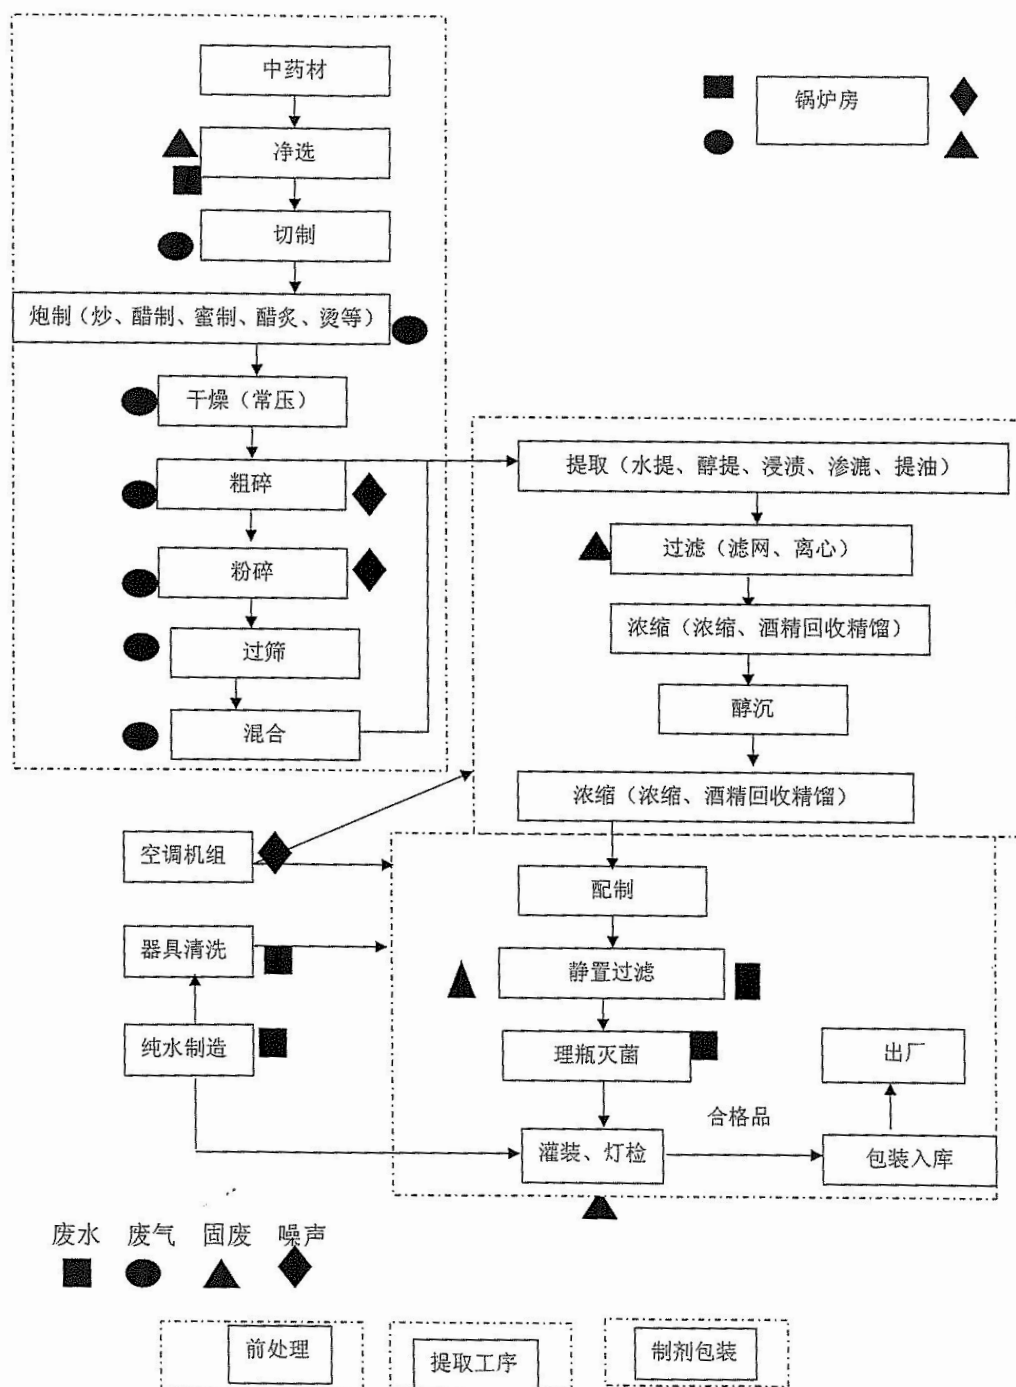 中药材
锅炉房
净选
切制
炮制（炒、醋制、蜜制、醋炙、烫等）
干燥（常压）
粗碎
粉碎
过筛
混合
提取（水提、醇提、浸渍、渗漉、提油）
过滤（滤网、离心）
浓缩（浓缩、酒精回收精馏）
醇沉
浓缩（浓缩、酒精回收精馏）
空调机组
器具清洗
纯水制造
配制
静置过滤
理瓶灭菌
灌装、灯检
合格品
包装入库
出厂
废水 废气 固废 噪声
前处理
提取工序
制剂包装